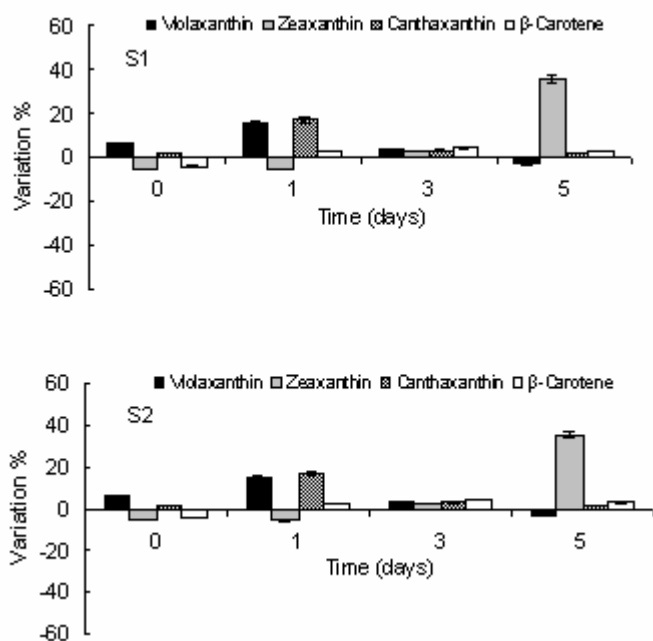 60
Violaxanthin Zeaxanthin Canthaxanthin β-Carotene
S1
40
20
0
-20
-40
-60
Variation %
0 1 3 5
Time (days)
60
Violaxanthin Zeaxanthin Canthaxanthin β-Carotene
S2
40
20
0
-20
-40
-60
Variation %
0 1 3 5
Time (days)